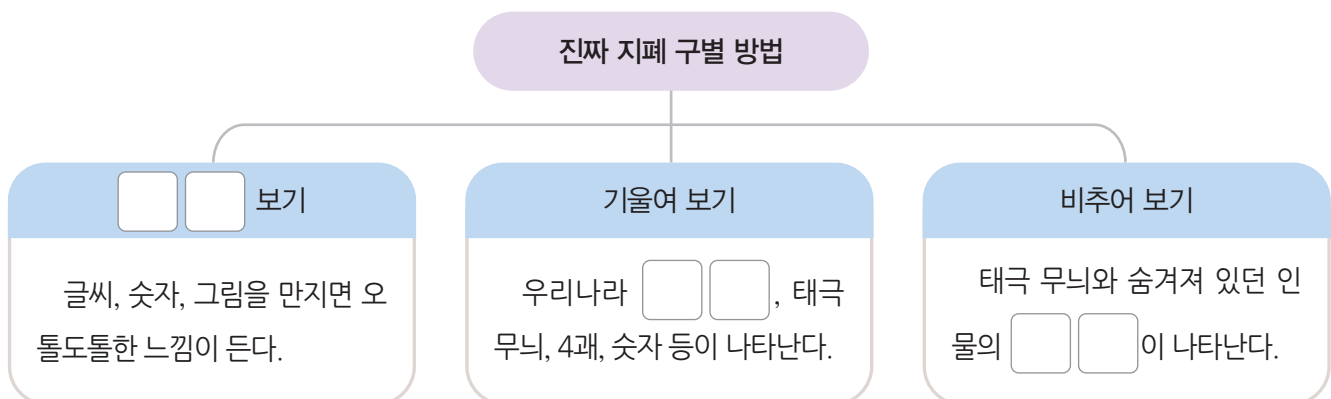 진짜 지폐 구별 방법
보기
글씨, 숫자, 그림을 만지면 오
톨도톨한 느낌이 든다.
기울여 보기
우리나라 , 태극
무늬, 4괘, 숫자 등이 나타난다.
비추어 보기
태극 무늬와 숨겨져 있던 인
물의 이 나타난다.